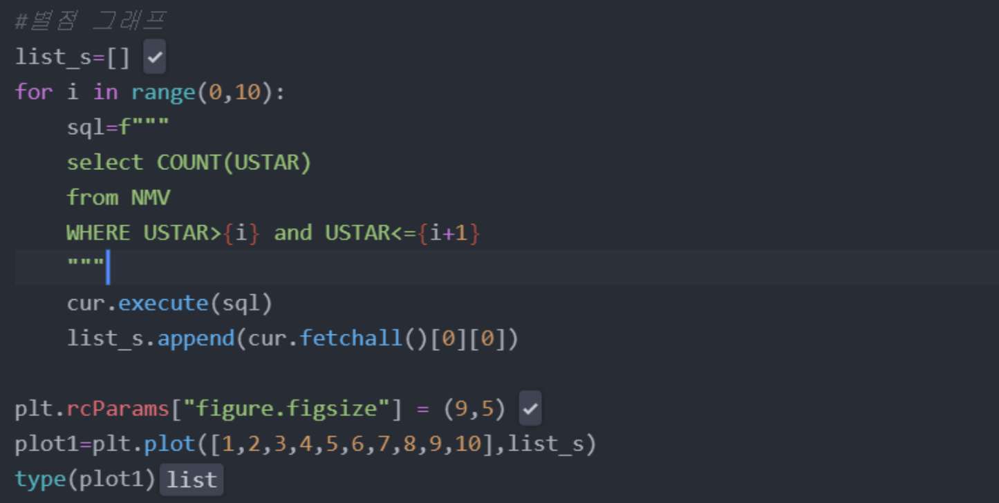 #별점 그래프
list_s=[] ✓
for i in range(0,10):
    sql=f"""
    select COUNT(USTAR)
    from NMV
    WHERE USTAR>{i} and USTAR<={i+1}
    """
    cur.execute(sql)
    list_s.append(cur.fetchall()[0][0])

plt.rcParams["figure.figsize"] = (9,5) ✓
plot1=plt.plot([1,2,3,4,5,6,7,8,9,10],list_s)
type(plot1) list